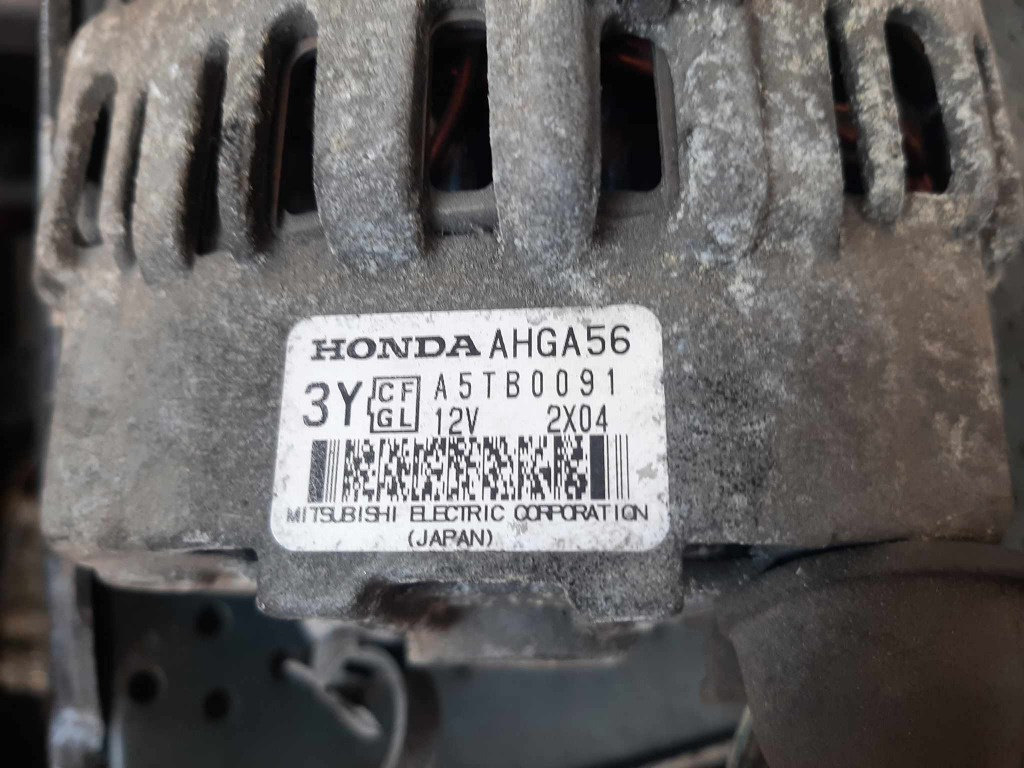 HONDA AHGA56
3Y CF GL A5TB0091
12V 2X04
MITSUBISHI ELECTRIC CORPORATION
(JAPAN)